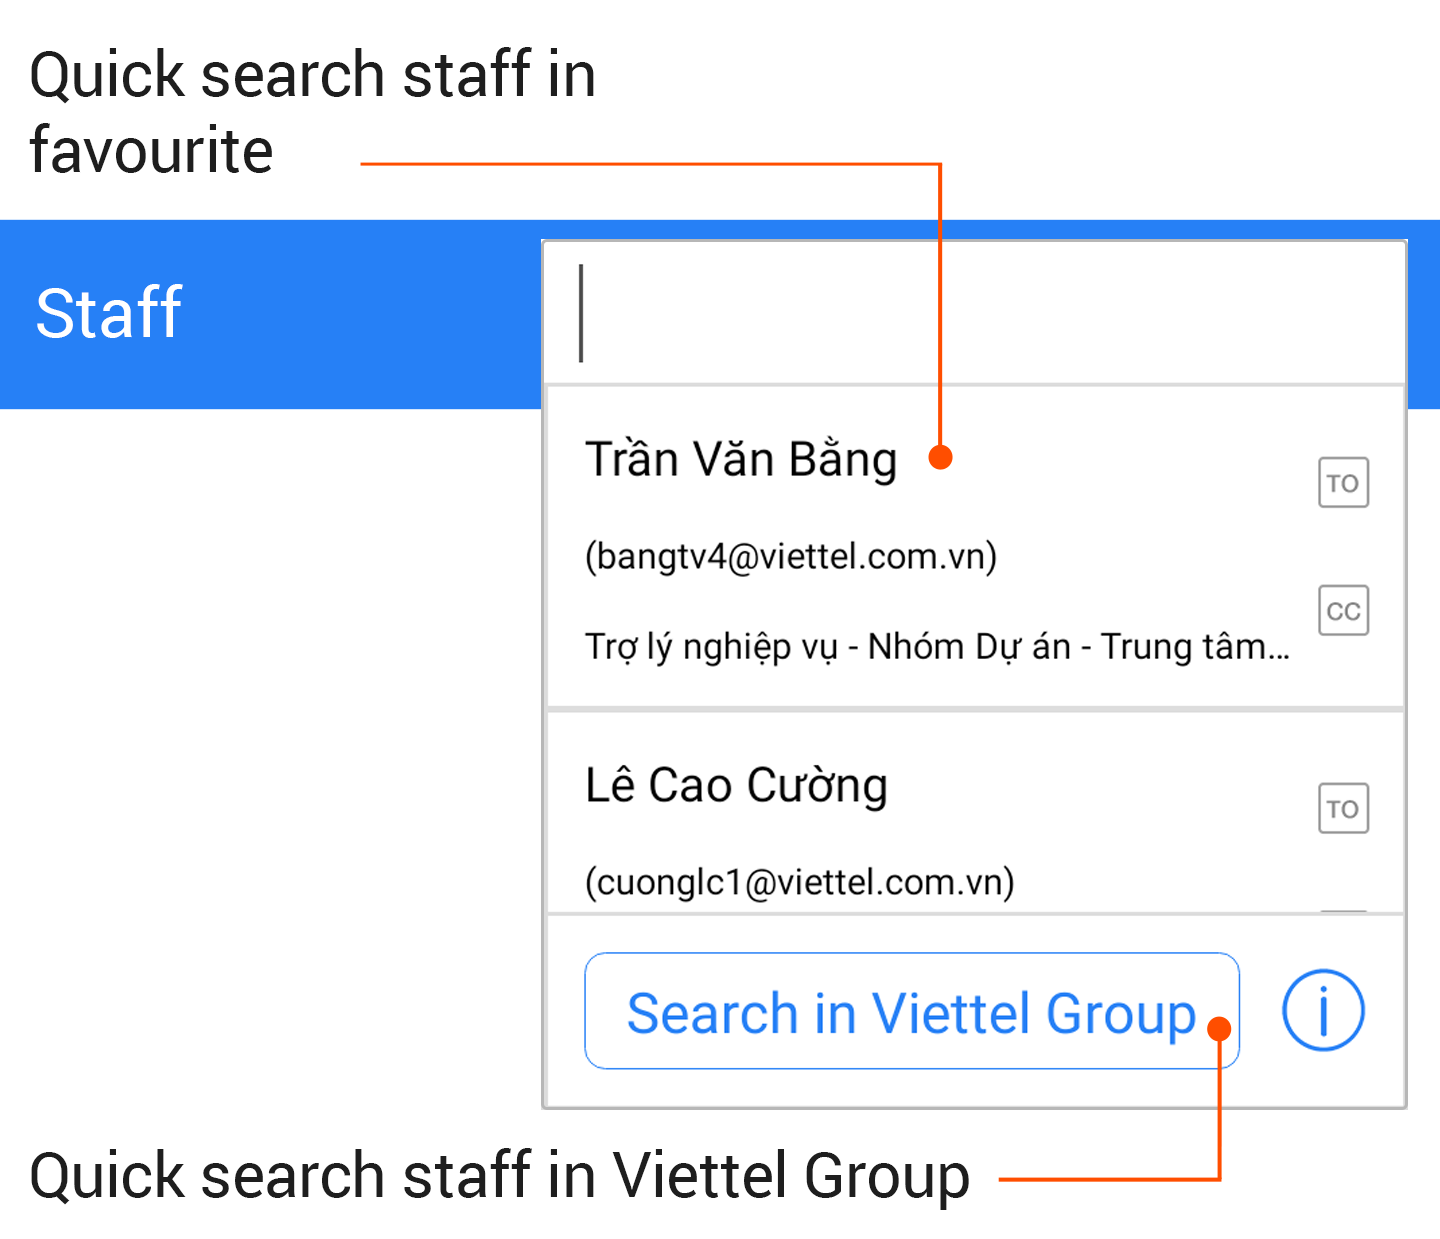 Quick search staff in
favourite
Staff
Trần Văn Bằng
TO
(bangtv4@viettel.com.vn)
CC
Trợ lý nghiệp vụ - Nhóm Dự án - Trung tâm...
Lê Cao Cường
TO
(cuonglc1@viettel.com.vn)
Search in Viettel Group
Quick search staff in Viettel Group